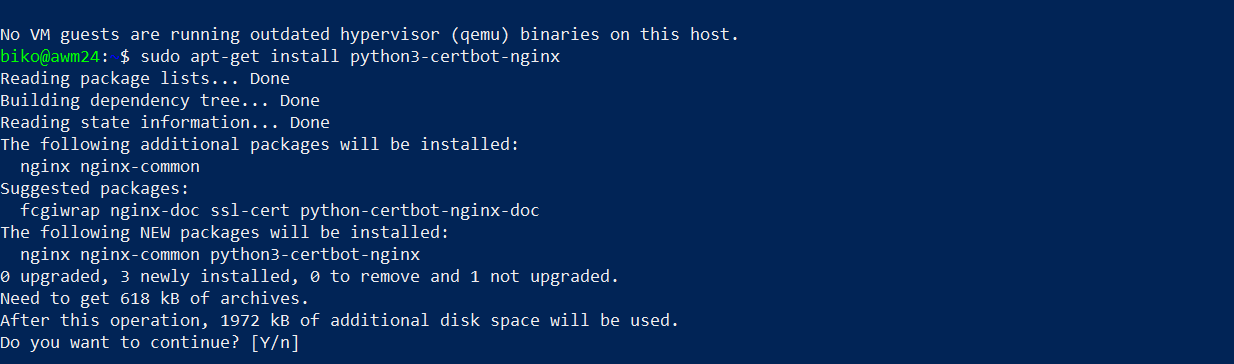 No VM guests are running outdated hypervisor (qemu) binaries on this host.
biko@awm24: $ sudo apt-get install python3-certbot-nginx
Reading package lists... Done
Building dependency tree... Done
Reading state information... Done
The following additional packages will be installed:
  nginx nginx-common
Suggested packages:
  fcgiwrap nginx-doc ssl-cert python-certbot-nginx-doc
The following NEW packages will be installed:
  nginx nginx-common python3-certbot-nginx
0 upgraded, 3 newly installed, 0 to remove and 1 not upgraded.
Need to get 618 kB of archives.
After this operation, 1972 kB of additional disk space will be used.
Do you want to continue? [Y/n]